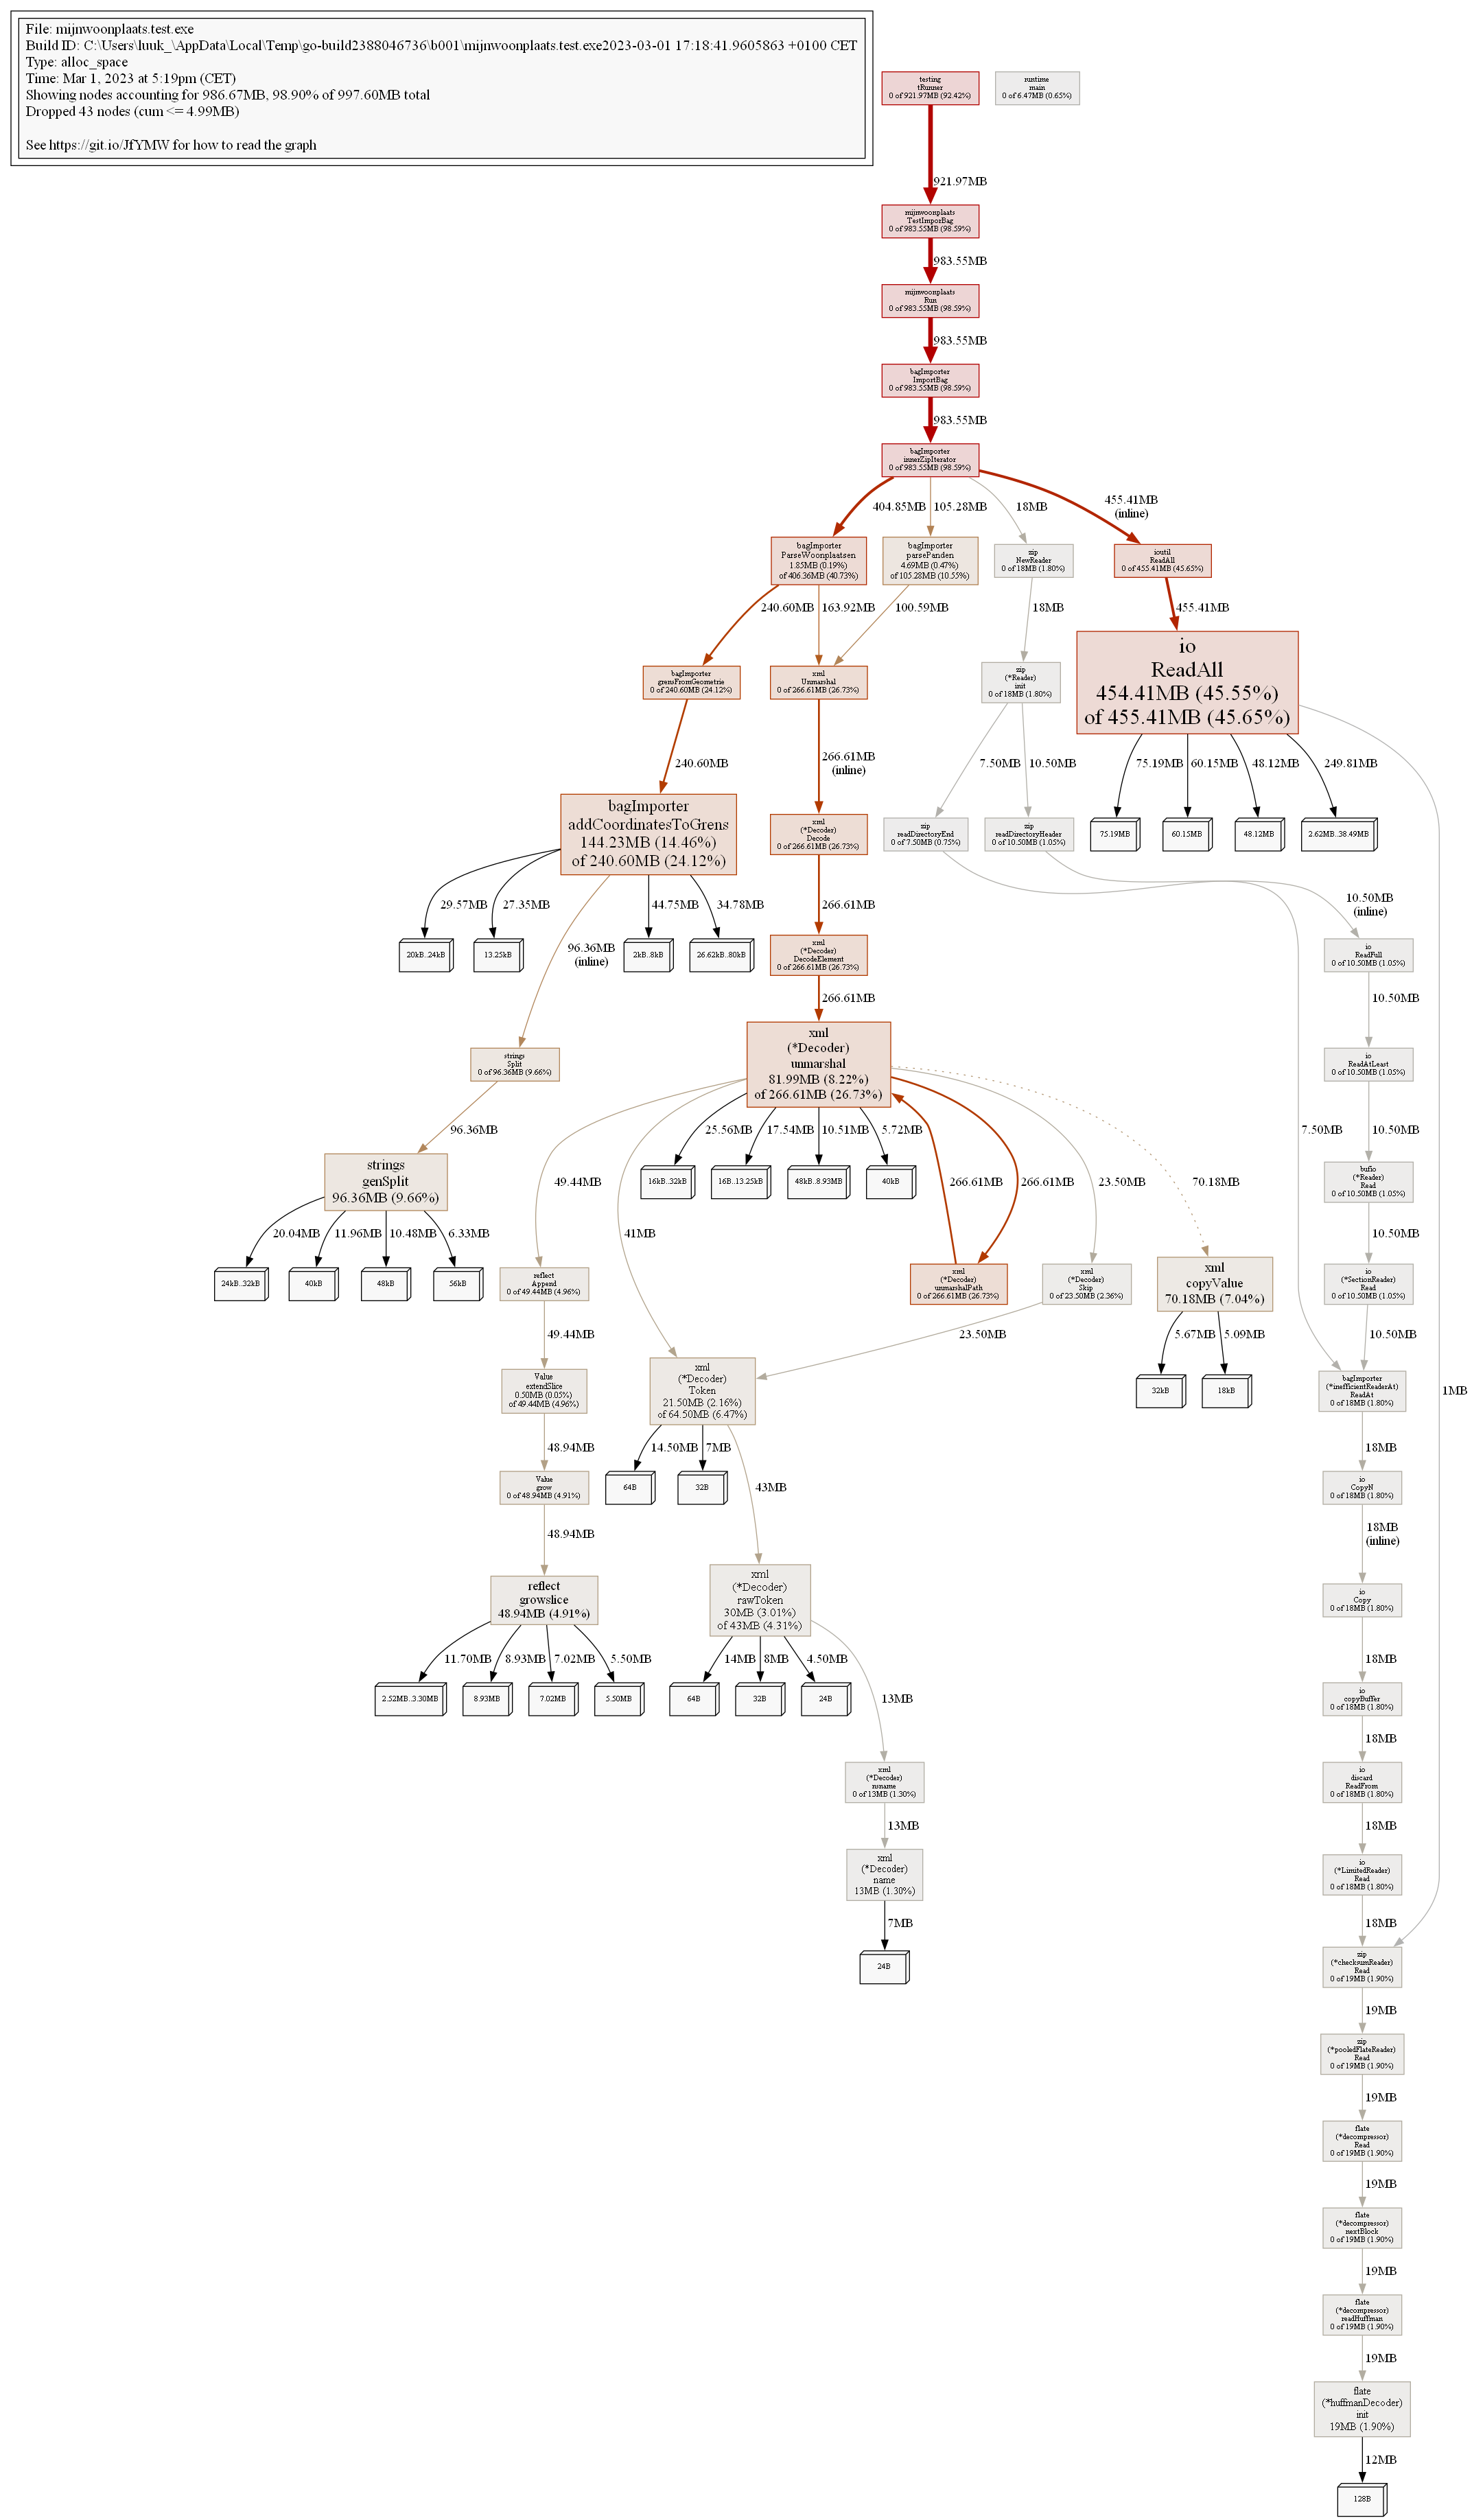 File: mijnwoonplaats.test.exe
Build ID: C:\Users\luuk_\AppData\Local\Temp\go-build2388046736\b001\mijnwoonplaats.test.exe2023-03-01 17:18:41.9605863 +0100 CET
Type: alloc_space
Time: Mar 1, 2023 at 5:19pm (CET)
Showing nodes accounting for 986.67MB, 98.90% of 997.60MB total
Dropped 43 nodes (cum <= 4.99MB)
See https://git.io/JfYMW for how to read the graph
testing
tRunner
0 of 921.97MB (92.42%)
runtime
main
0 of 6.47MB (0.65%)
921.97MB
mijnwoonplaats
TestImporBag
0 of 983.55MB (98.59%)
983.55MB
mijnwoonplaats
Run
0 of 983.55MB (98.59%)
983.55MB
bagImporter
ImportBag
0 of 983.55MB (98.59%)
983.55MB
bagImporter
innerZipIterator
0 of 983.55MB (98.59%)
404.85MB
105.28MB
18MB
455.41MB
(inline)
bagImporter
ParseWoonplaatsen
1.85MB (0.19%)
of 406.36MB (40.73%)
bagImporter
parsePanden
4.69MB (0.47%)
of 105.28MB (10.55%)
zip
NewReader
0 of 18MB (1.80%)
ioutil
ReadAll
0 of 455.41MB (45.65%)
240.60MB
163.92MB
100.59MB
18MB
455.41MB
bagImporter
grensFromGeometrie
0 of 240.60MB (24.12%)
xml
Unmarshal
0 of 266.61MB (26.73%)
zip
(*Reader)
init
0 of 18MB (1.80%)
io
ReadAll
454.41MB (45.55%)
of 455.41MB (45.65%)
240.60MB
266.61MB
(inline)
7.50MB
10.50MB
75.19MB
60.15MB
48.12MB
249.81MB
bagImporter
addCoordinatesToGrens
144.23MB (14.46%)
of 240.60MB (24.12%)
xml
(*Decoder)
Decode
0 of 266.61MB (26.73%)
zip
readDirectoryEnd
0 of 7.50MB (0.75%)
zip
readDirectoryHeader
0 of 10.50MB (1.05%)
75.19MB
60.15MB
48.12MB
2.62MB..38.49MB
29.57MB
27.35MB
96.36MB
(inline)
44.75MB
34.78MB
266.61MB
10.50MB
(inline)
20kB..24kB
13.25kB
2kB..8kB
26.62kB..80kB
xml
(*Decoder)
DecodeElement
0 of 266.61MB (26.73%)
io
ReadFull
0 of 10.50MB (1.05%)
266.61MB
10.50MB
strings
Split
0 of 96.36MB (9.66%)
xml
(*Decoder)
unmarshal
81.99MB (8.22%)
of 266.61MB (26.73%)
io
ReadAtLeast
0 of 10.50MB (1.05%)
96.36MB
25.56MB
17.54MB
10.51MB
5.72MB
7.50MB
10.50MB
strings
genSplit
96.36MB (9.66%)
49.44MB
41MB
16kB..32kB
16B..13.25kB
48kB..8.93MB
40kB
266.61MB
266.61MB
23.50MB
70.18MB
bufio
(*Reader)
Read
0 of 10.50MB (1.05%)
20.04MB
11.96MB
10.48MB
6.33MB
10.50MB
24kB..32kB
40kB
48kB
56kB
reflect
Append
0 of 49.44MB (4.96%)
xml
(*Decoder)
unmarshalPath
0 of 266.61MB (26.73%)
xml
(*Decoder)
Skip
0 of 23.50MB (2.36%)
xml
copyValue
70.18MB (7.04%)
io
(*SectionReader)
Read
0 of 10.50MB (1.05%)
49.44MB
23.50MB
5.67MB
5.09MB
10.50MB
Value
extendSlice
0.50MB (0.05%)
of 49.44MB (4.96%)
xml
(*Decoder)
Token
21.50MB (2.16%)
of 64.50MB (6.47%)
32kB
18kB
bagImporter
(*inefficientReaderAt)
ReadAt
0 of 18MB (1.80%)
1MB
48.94MB
14.50MB
7MB
43MB
18MB
Value
grow
0 of 48.94MB (4.91%)
64B
32B
io
CopyN
0 of 18MB (1.80%)
48.94MB
18MB
(inline)
reflect
growslice
48.94MB (4.91%)
xml
(*Decoder)
rawToken
30MB (3.01%)
of 43MB (4.31%)
io
Copy
0 of 18MB (1.80%)
11.70MB
8.93MB
7.02MB
5.50MB
14MB
8MB
4.50MB
13MB
18MB
2.52MB..3.30MB
8.93MB
7.02MB
5.50MB
64B
32B
24B
io
copyBuffer
0 of 18MB (1.80%)
18MB
xml
(*Decoder)
nsname
0 of 13MB (1.30%)
io
discard
ReadFrom
0 of 18MB (1.80%)
13MB
18MB
xml
(*Decoder)
name
13MB (1.30%)
io
(*LimitedReader)
Read
0 of 18MB (1.80%)
7MB
18MB
24B
zip
(*checksumReader)
Read
0 of 19MB (1.90%)
19MB
zip
(*pooledFlateReader)
Read
0 of 19MB (1.90%)
19MB
flate
(*decompressor)
Read
0 of 19MB (1.90%)
19MB
flate
(*decompressor)
nextBlock
0 of 19MB (1.90%)
19MB
flate
(*decompressor)
readHuffman
0 of 19MB (1.90%)
19MB
flate
(*huffmanDecoder)
init
19MB (1.90%)
12MB
128B